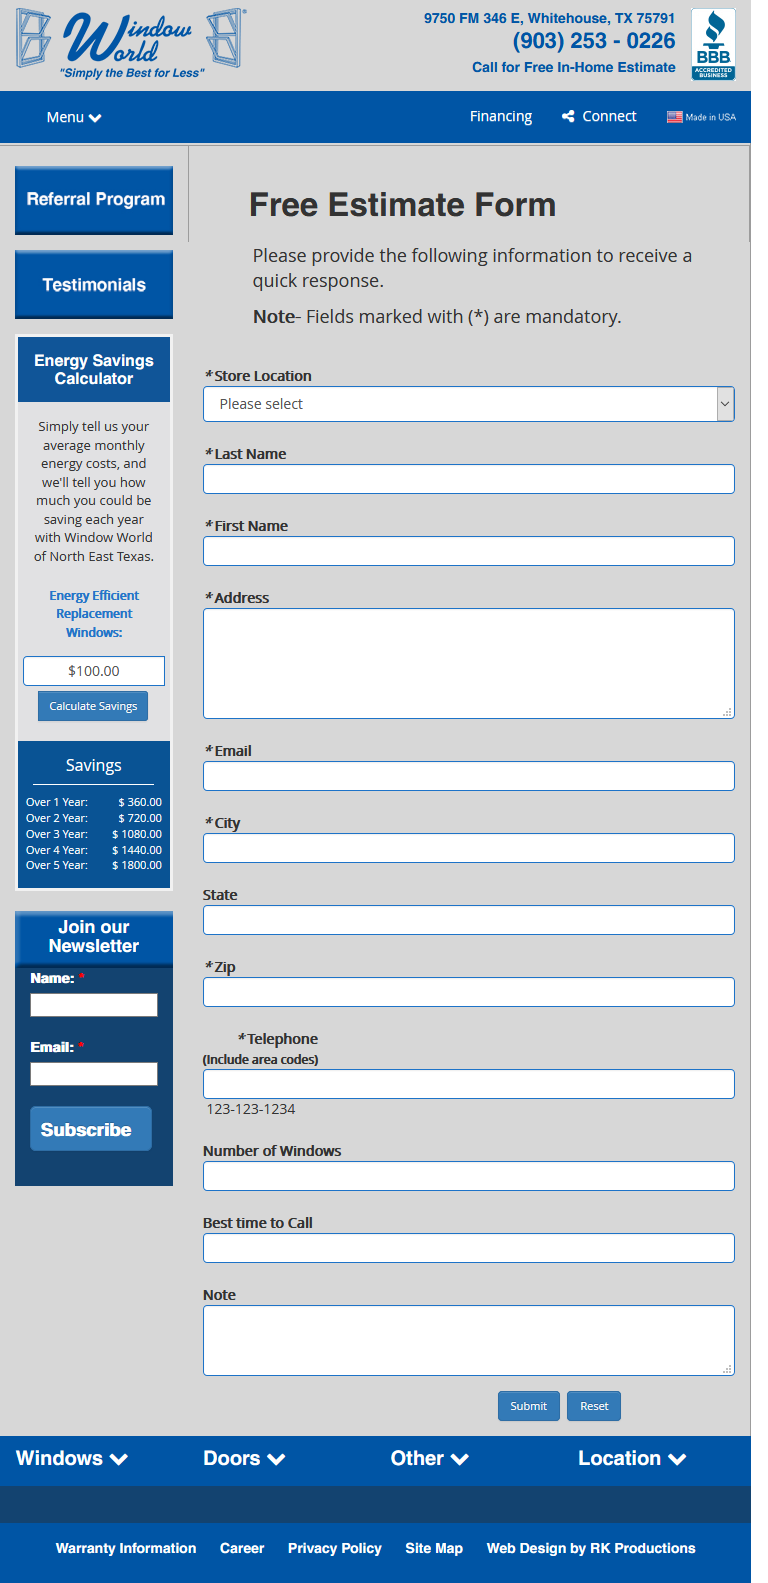 Window World®
"Simply the Best for Less"
9750 FM 346 E, Whitehouse, TX 75791
(903) 253 - 0226
Call for Free In-Home Estimate
BBB
ACCREDITED
BUSINESS
Menu
Financing
Connect
Made in USA
Referral Program
Testimonials
Energy Savings
Calculator
Simply tell us your
average monthly
energy costs, and
we'll tell you how
much you could be
saving each year
with Window World
of North East Texas.
Energy Efficient
Replacement
Windows:
$100.00
Calculate Savings
Savings
Over 1 Year: $ 360.00
Over 2 Year: $ 720.00
Over 3 Year: $ 1080.00
Over 4 Year: $ 1440.00
Over 5 Year: $ 1800.00
Join our
Newsletter
Name: *
Email: *
Subscribe
Free Estimate Form
Please provide the following information to receive a
quick response.
Note- Fields marked with (*) are mandatory.
*Store Location
Please select
*Last Name
*First Name
*Address
*Email
*City
State
*Zip
*Telephone
(Include area codes)
123-123-1234
Number of Windows
Best time to Call
Note
Submit
Reset
Windows
Doors
Other
Location
Warranty Information
Career
Privacy Policy
Site Map
Web Design by RK Productions